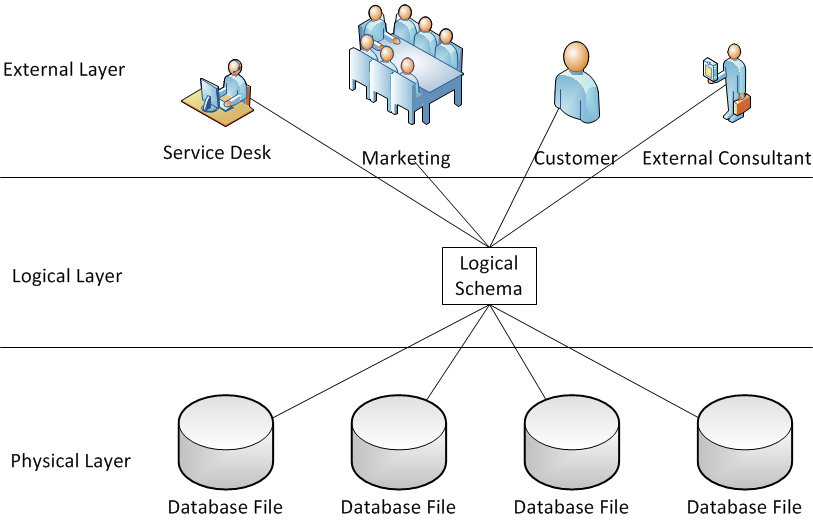 External Layer
Service Desk
Marketing
Customer
External Consultant
Logical Layer
Logical
Schema
Physical Layer
Database File
Database File
Database File
Database File